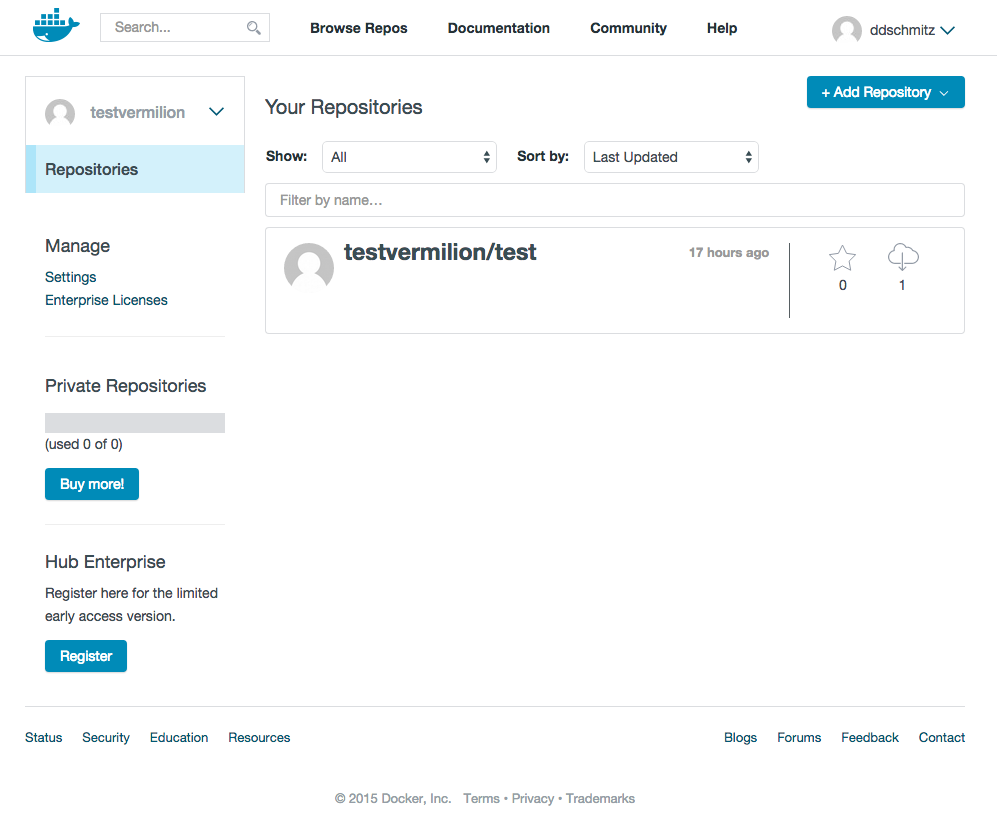 Search... Browse Repos Documentation Community Help ddschmitz
testvermilion
Repositories
Manage
Settings
Enterprise Licenses
Private Repositories
(used 0 of 0)
Buy more!
Hub Enterprise
Register here for the limited
early access version.
Register
Your Repositories
+ Add Repository
Show: All Sort by: Last Updated
Filter by name...
testvermilion/test 17 hours ago
0 1
Status Security Education Resources Blogs Forums Feedback Contact
© 2015 Docker, Inc. Terms • Privacy • Trademarks